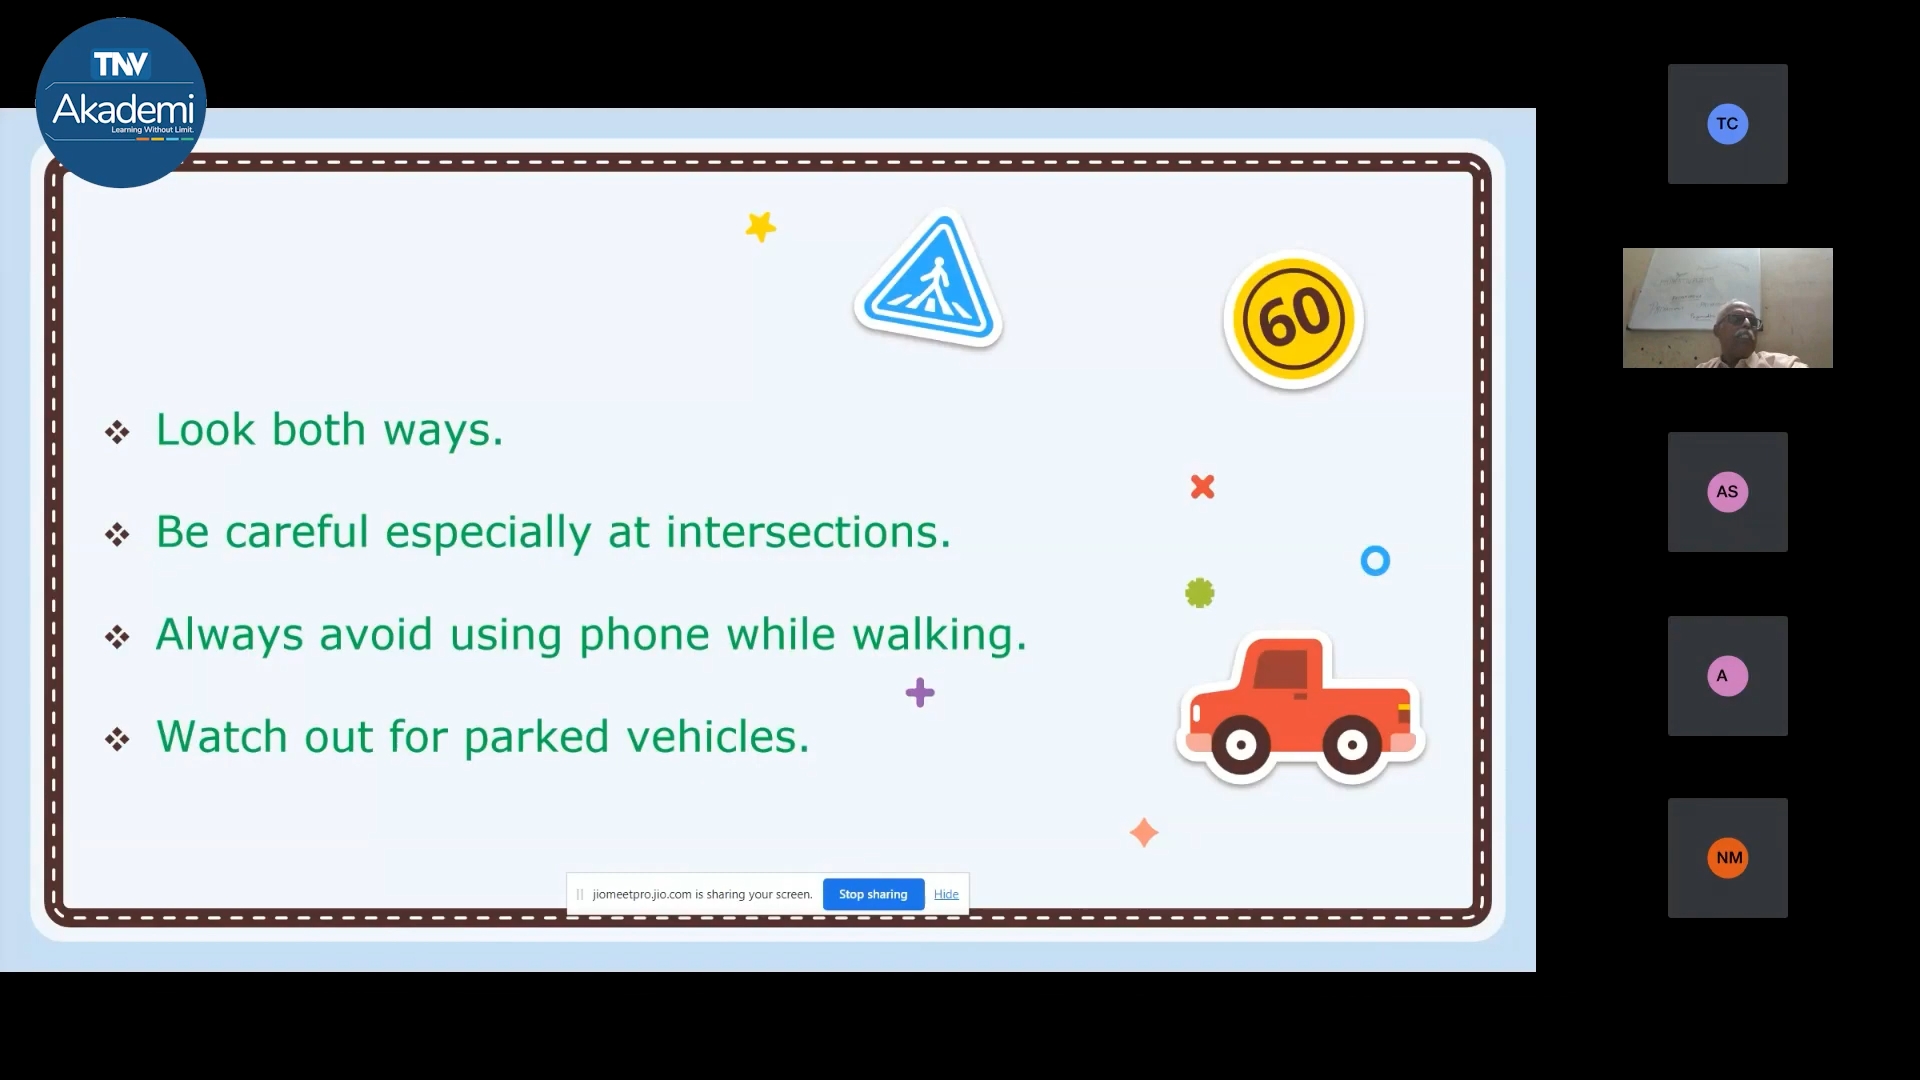 TNV
Akademi
Learning Without Limit.
60
Look both ways.
Be careful especially at intersections.
Always avoid using phone while walking.
Watch out for parked vehicles.
jiomeetpro.jio.com is sharing your screen. Stop sharing Hide
TC
AS
A
NM